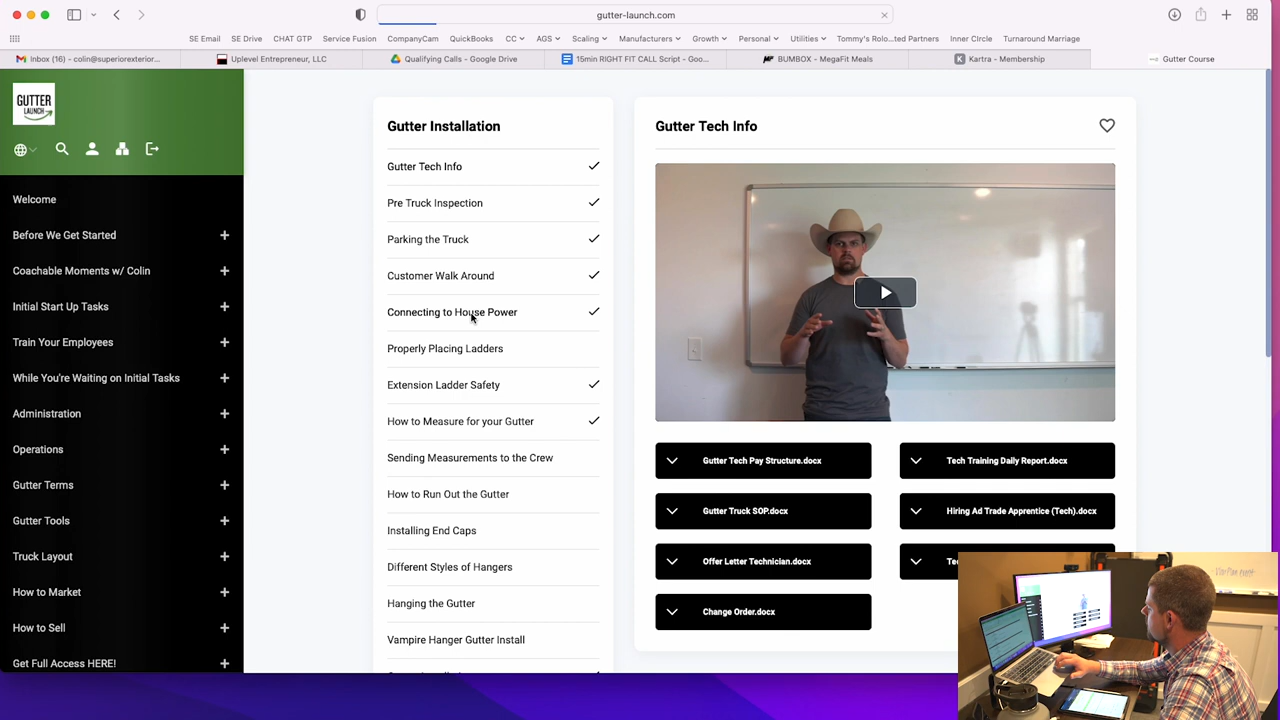 gutter-launch.com
SE Email SE Drive CHAT GTP Service Fusion CompanyCam QuickBooks CC AGS Scaling Manufacturers Growth Personal Utilities Tommy's Rolo...ted Partners Inner CIrcle Turnaround Marriage
Inbox (16) - colin@superiorexterior... Uplevel Entrepreneur, LLC Qualifying Calls - Google Drive 15min RIGHT FIT CALL Script - Goo... BUMBOX - MegaFit Meals Kartra - Membership Gutter Course
GUTTER
LAUNCH
Welcome
Before We Get Started
Coachable Moments w/ Colin
Initial Start Up Tasks
Train Your Employees
While You're Waiting on Initial Tasks
Administration
Operations
Gutter Terms
Gutter Tools
Truck Layout
How to Market
How to Sell
Get Full Access HERE!
Gutter Installation
Gutter Tech Info
Pre Truck Inspection
Parking the Truck
Customer Walk Around
Connecting to House Power
Properly Placing Ladders
Extension Ladder Safety
How to Measure for your Gutter
Sending Measurements to the Crew
How to Run Out the Gutter
Installing End Caps
Different Styles of Hangers
Hanging the Gutter
Vampire Hanger Gutter Install
Gutter Tech Info
Gutter Tech Pay Structure.docx
Tech Training Daily Report.docx
Gutter Truck SOP.docx
Hiring Ad Trade Apprentice (Tech).docx
Offer Letter Technician.docx
Change Order.docx